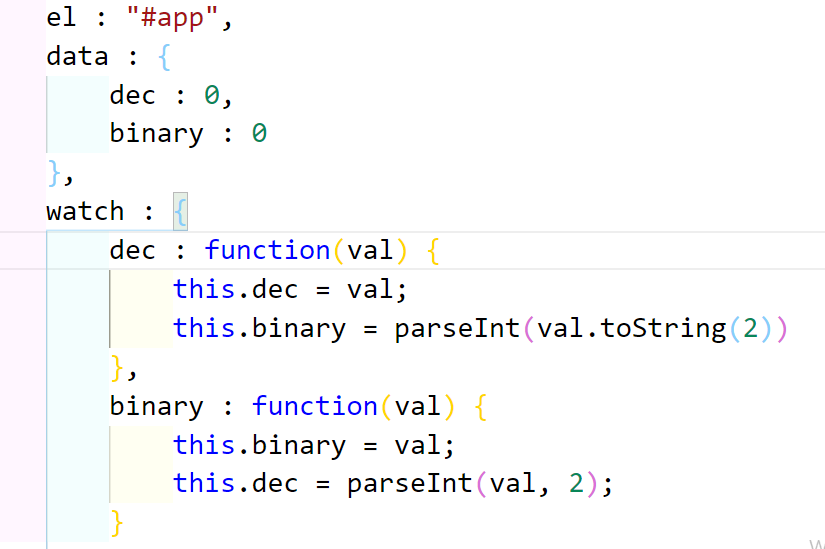 el : "#app",
data : {
dec : 0,
binary : 0
},
watch : {
dec : function(val) {
this.dec = val;
this.binary = parseInt(val.toString(2))
},
binary : function(val) {
this.binary = val;
this.dec = parseInt(val, 2);
}